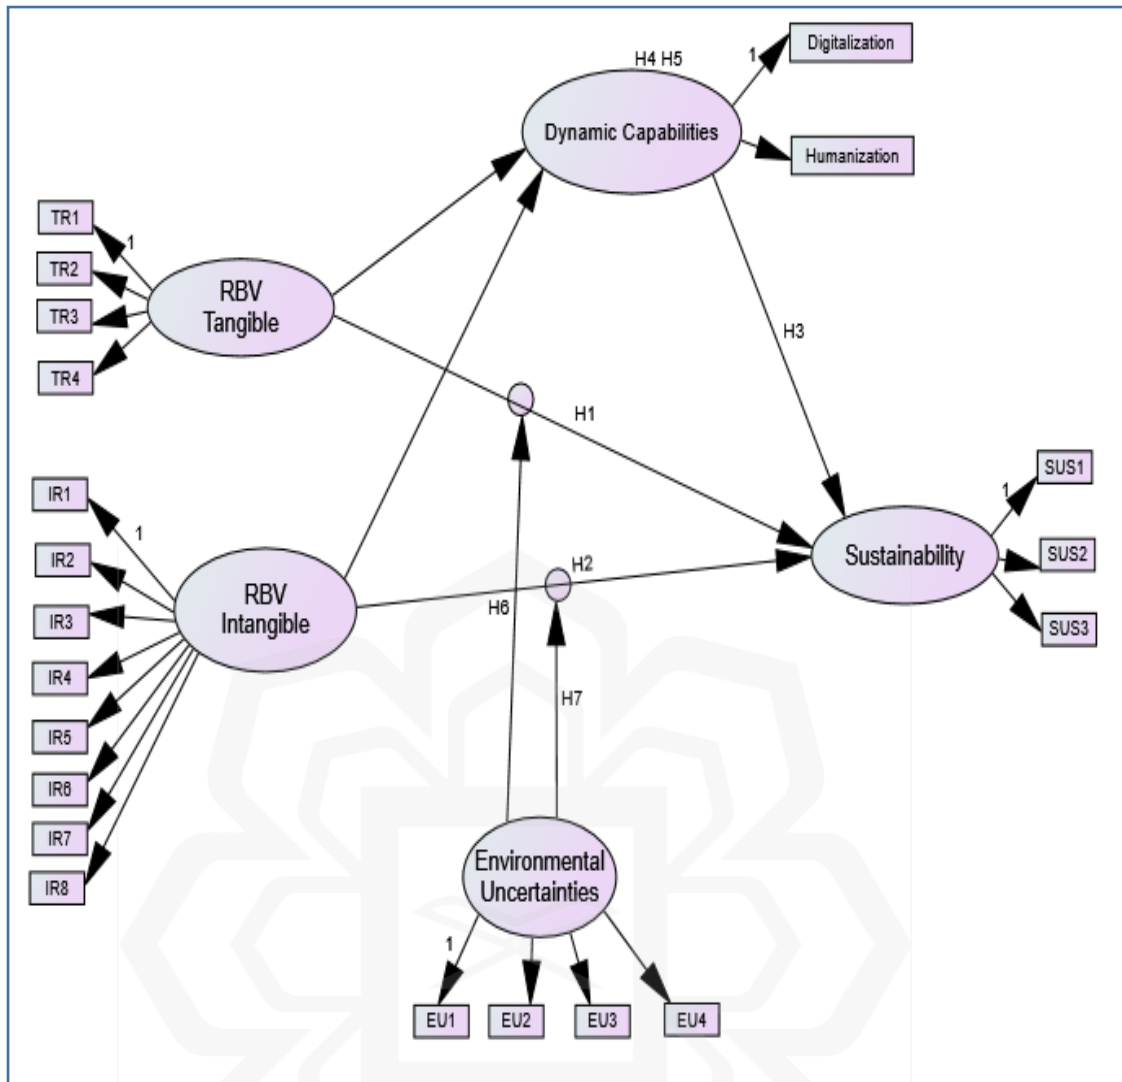 Digitalization
H4 H5
1
Dynamic Capabilities
Humanization
TR1
1
TR2
TR3
TR4
RBV
Tangible
H3
H1
IR1
1
IR2
IR3
IR4
IR5
IR6
IR7
IR8
RBV
Intangible
H2
H6
H7
SUS1
1
SUS2
SUS3
Sustainability
Environmental
Uncertainties
1
EU1
EU2
EU3
EU4